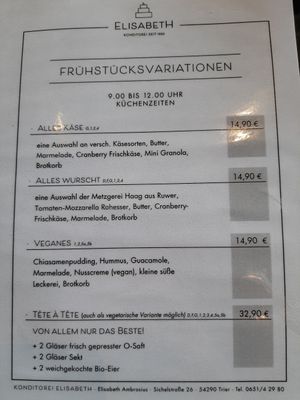 ELISABETH
KONDITOREI SEIT 1950
FRÜHSTÜCKSVARIATIONEN
9.00 BIS 12.00 UHR
KÜCHENZEITEN
ALLES KÄSE 14,90 €
eine Auswahl an versch. Käsesorten, Butter,
Marmelade, Cranberry Frischkäse, Mini Granola,
Brotkorb
ALLES WURSCHT 14,90 €
eine Auswahl der Metzgerei Haag aus Ruwer,
Tomaten-Mozzarella Rohesser, Butter, Cranberry-
Frischkäse, Marmelade, Brotkorb
VEGANES 14,90 €
Chiasamenpudding, Hummus, Guacamole,
Marmelade, Nusscreme (vegan), kleine süße
Leckerei, Brotkorb
TÊTE À TÊTE (auch als vegetarische Variante möglich) 32,90 €
VON ALLEM NUR DAS BESTE!
+ 2 Gläser frisch gepresster O-Saft
+ 2 Gläser Sekt
+ 2 weichgekochte Bio-Eier
KONDITOREI ELISABETH - Elisabeth Ambrosius - Sichelstraße 26 - 54290 Trier - Tel. 0651/4 29 80